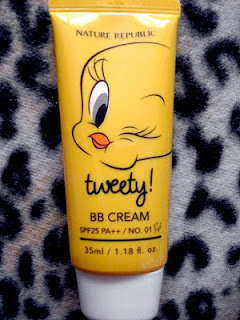 NATURE REPUBLIC
tweety!
BB CREAM
SPF25 PA++ / NO. 01
35ml / 1.18 fl. oz.